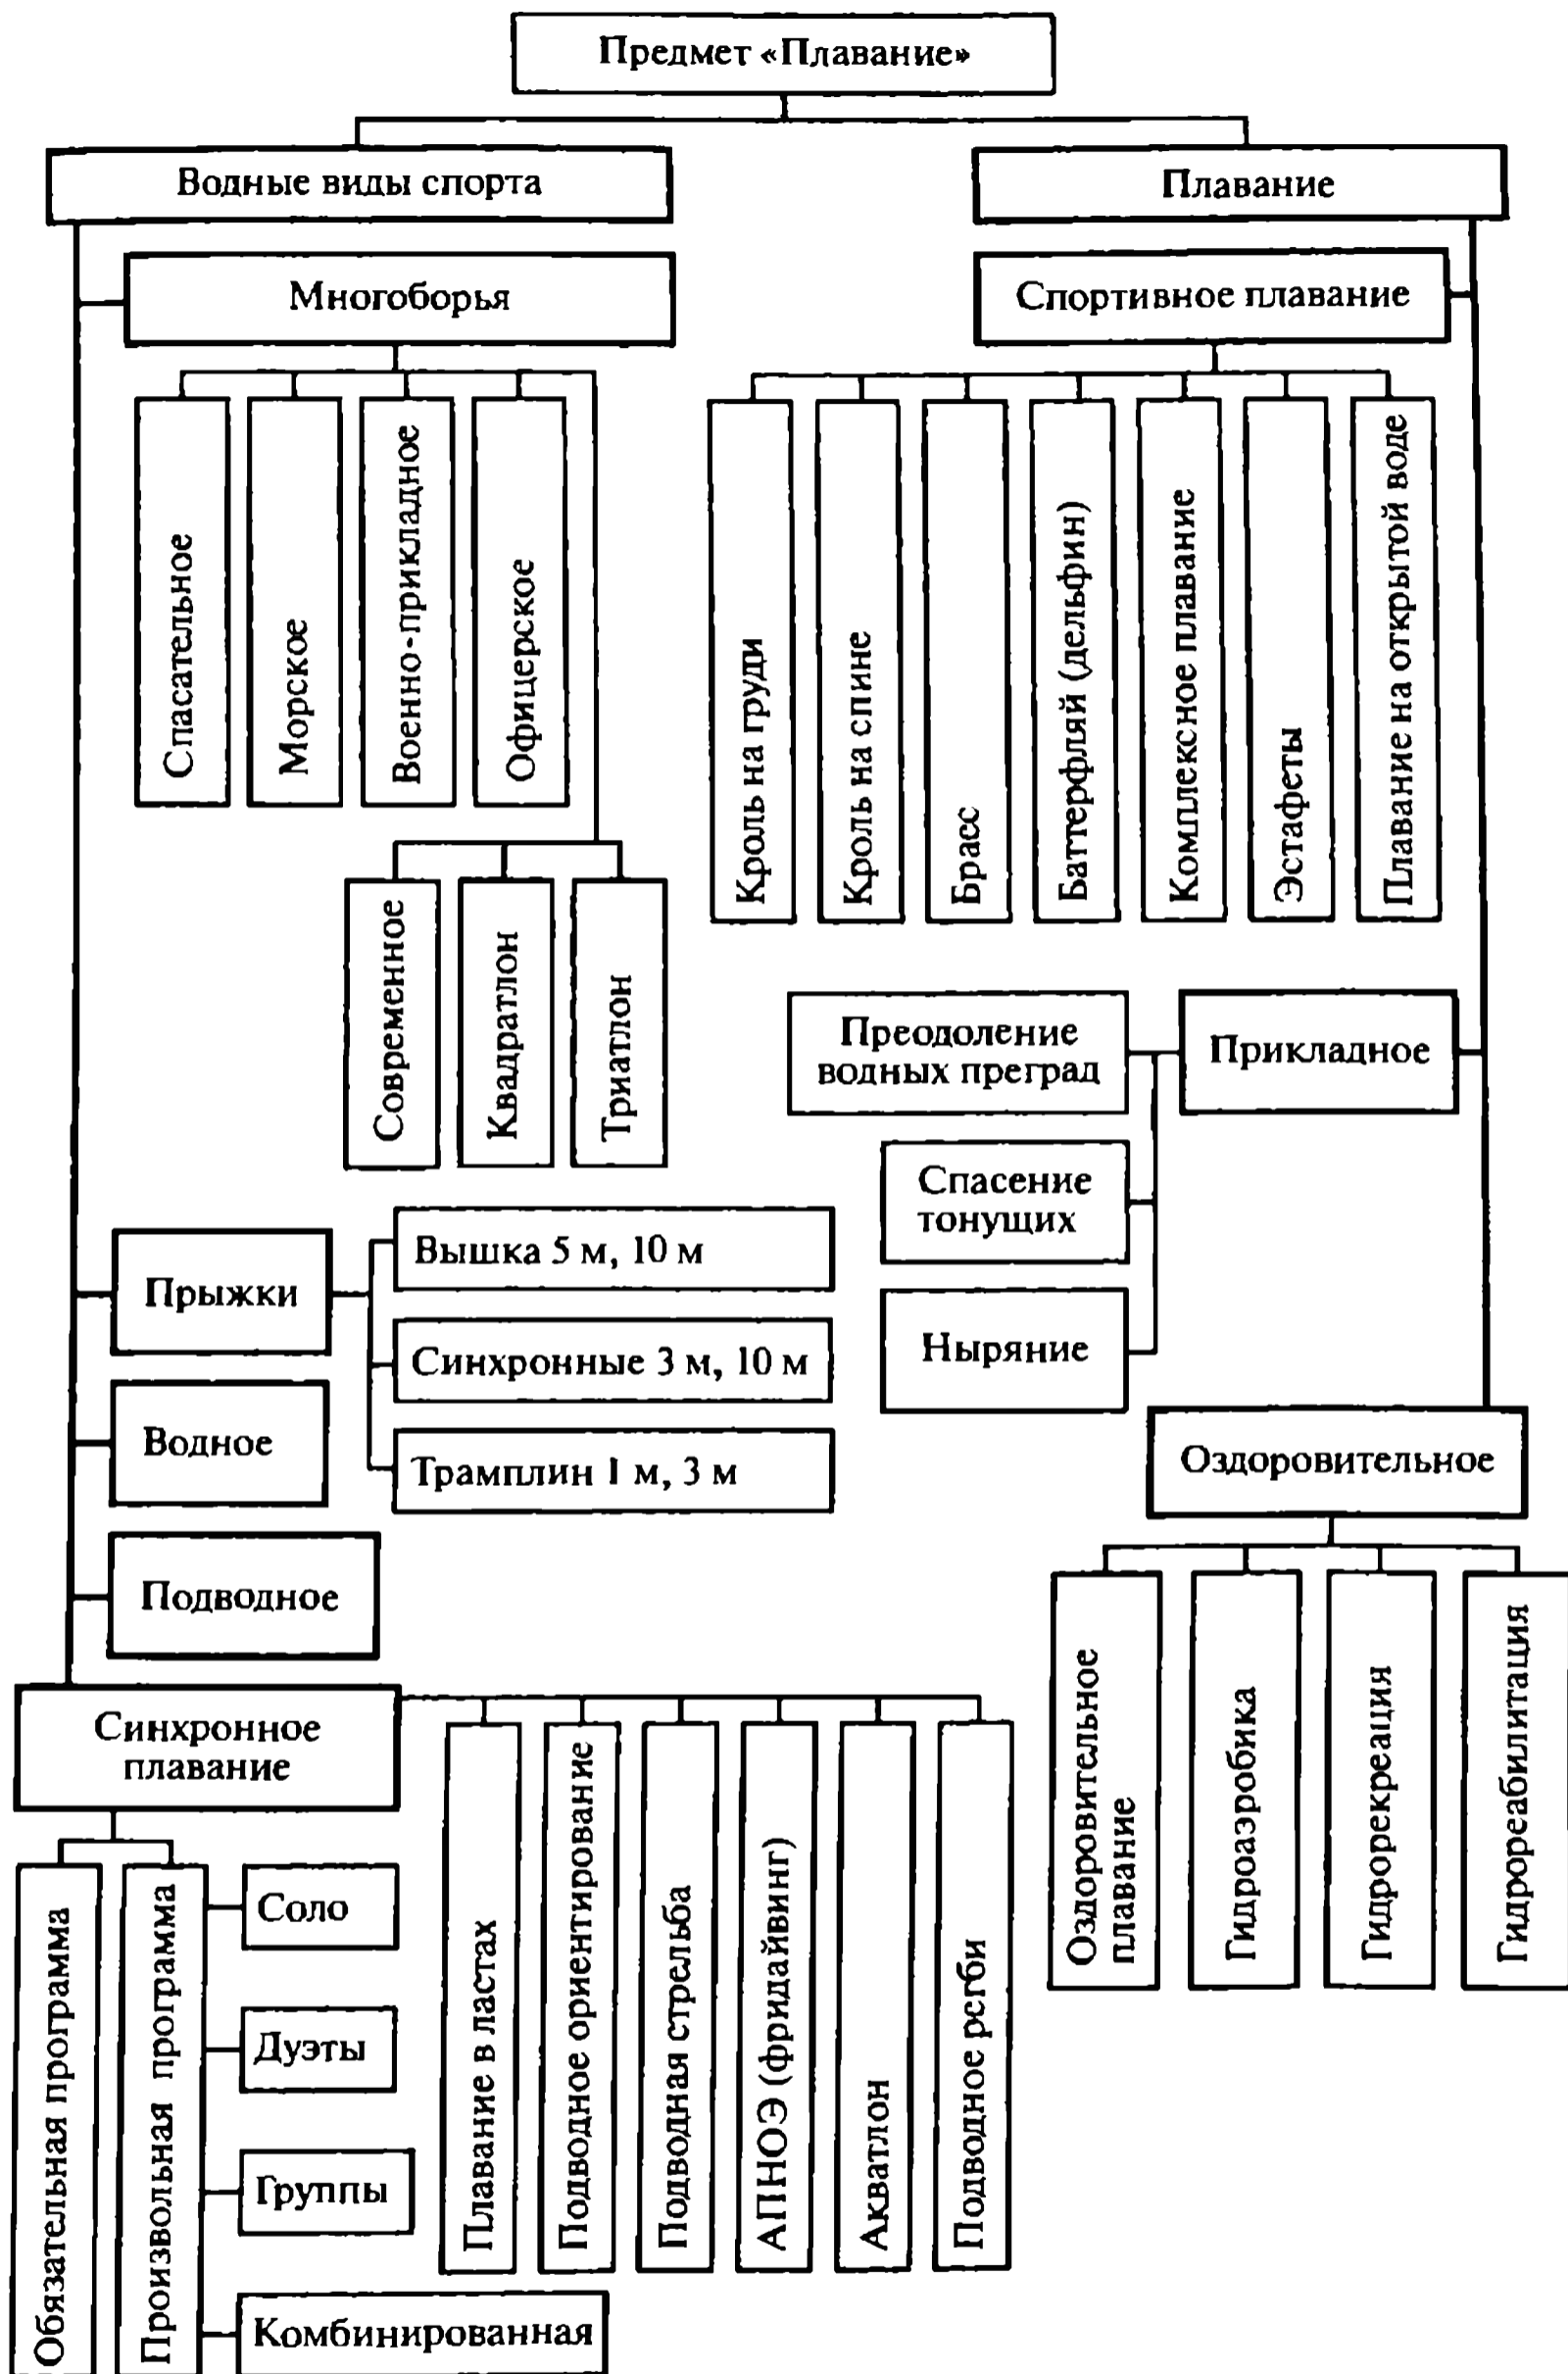 Предмет «Плавание»
Водные виды спорта
Плавание
Многоборья
Спортивное плавание
Спасательное
Морское
Военно-прикладное
Офицерское
Современное
Квадратлон
Триатлон
Кроль на груди
Кроль на спине
Брасс
Баттерфляй (дельфин)
Комплексное плавание
Эстафеты
Плавание на открытой воде
Преодоление
водных преград
Прикладное
Спасение
тонущих
Ныряние
Прыжки
Вышка 5 м, 10 м
Синхронные 3 м, 10 м
Трамплин 1 м, 3 м
Водное
Подводное
Оздоровительное
Оздоровительное
плавание
Гидроаэробика
Гидрорекреация
Гидрореабилитация
Синхронное
плавание
Обязательная программа
Произвольная программа
Соло
Дуэты
Группы
Комбинированная
Плавание в ластах
Подводное ориентирование
Подводная стрельба
АПНОЭ (фридайвинг)
Акватлон
Подводное регби